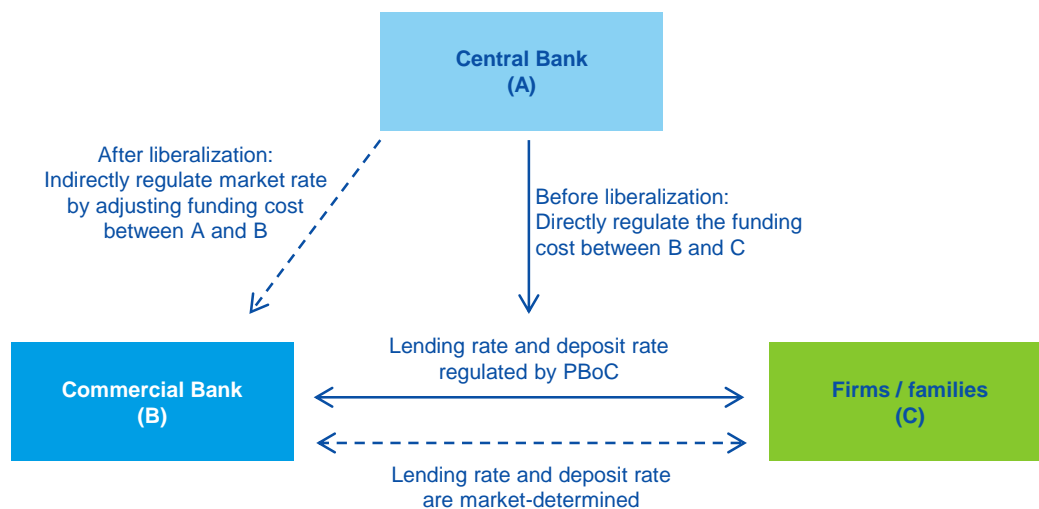 Central Bank
(A)
After liberalization:
Indirectly regulate market rate
by adjusting funding cost
between A and B
Before liberalization:
Directly regulate the funding
cost between B and C
Commercial Bank
(B)
Lending rate and deposit rate
regulated by PBoC
Firms / families
(C)
Lending rate and deposit rate
are market-determined